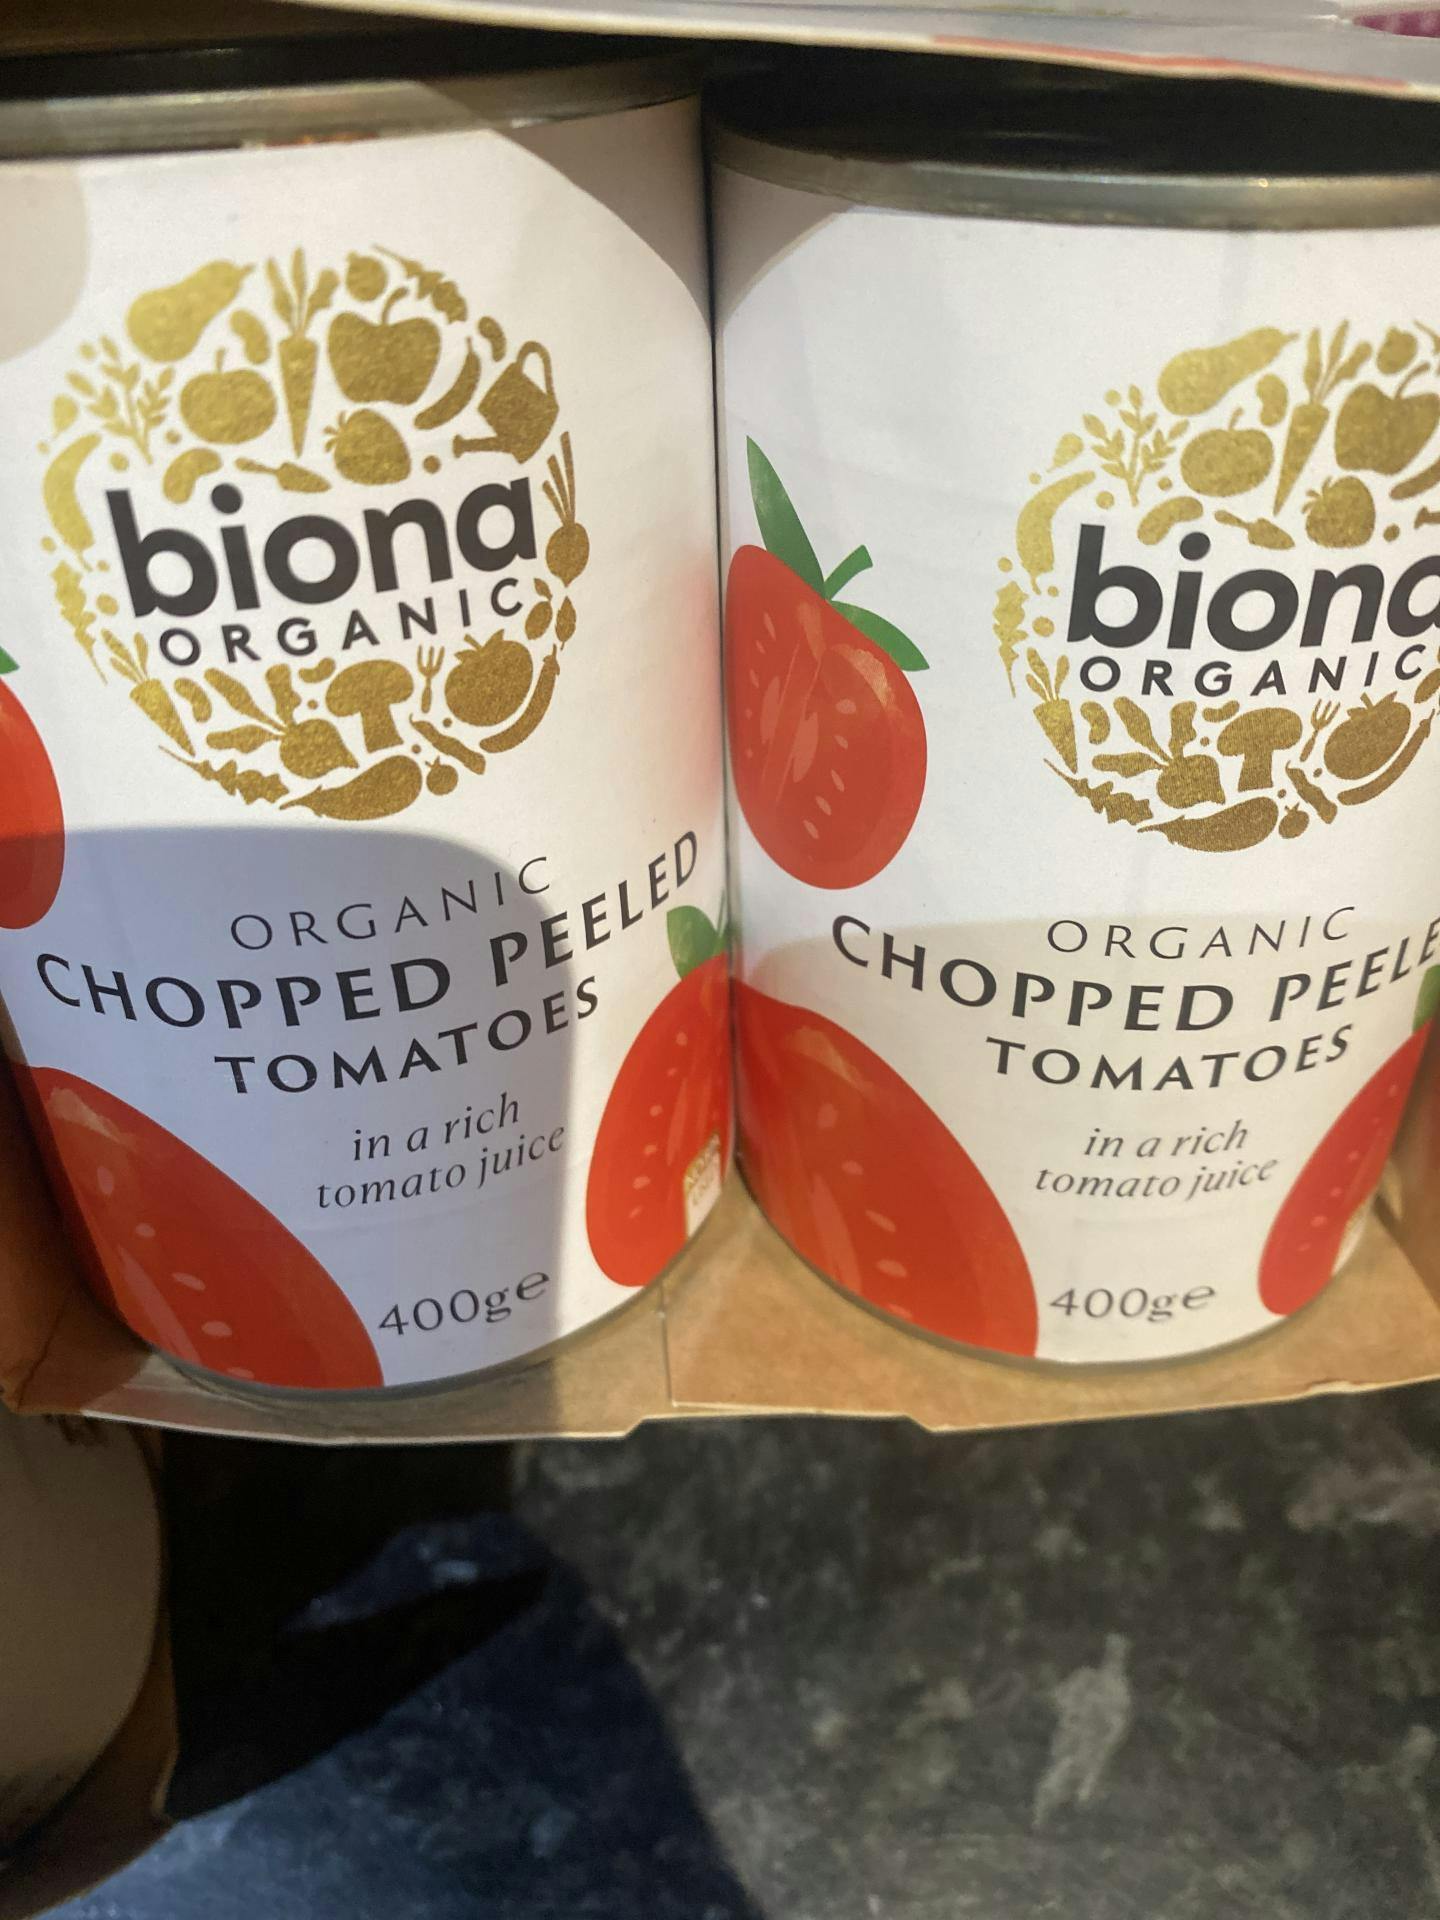 biona
ORGANIC
ORGANIC
CHOPPED PEELED
TOMATOES
in a rich
tomato juice
400g℮
biona
ORGANIC
ORGANIC
CHOPPED PEELE
TOMATOES
in a rich
tomato juice
400g℮